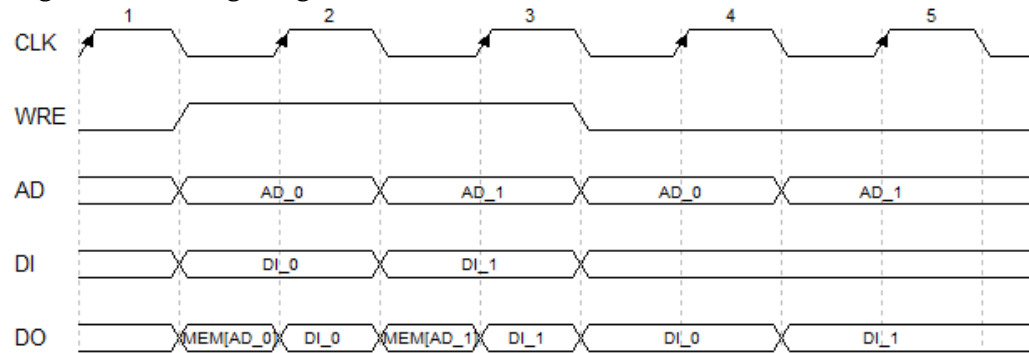 1 2 3 4 5
CLK
WRE
AD AD_0 AD_1 AD_0 AD_1
DI DI_0 DI_1
DO MEM[AD_0] DI_0 MEM[AD_1] DI_1 DI_0 DI_1